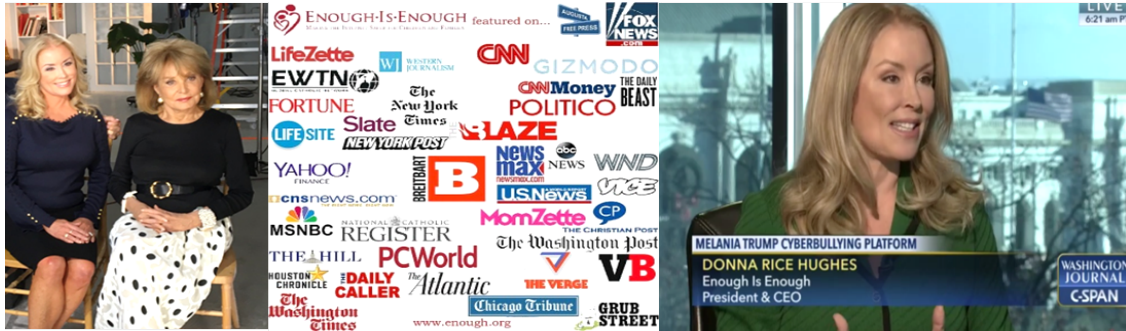 ENOUGH·IS·ENOUGH featured on...
AUGUSTA
FREE PRESS
FOX
NEWS
.com
LifeZette
WJ WESTERN
JOURNALISM
CNN
GIZMODO
EWTN
CNNMoney
THE DAILY
BEAST
FORTUNE
The
New York
Times
POLITICO
LIFE SITE
Slate
NEW YORK POST
THE BLAZE
YAHOO!
FINANCE
BREITBART
B
NEWS
max
newsmax.com
abc
NEWS
WND
cnsnews.com
U.S.News
VICE
MSNBC
NATIONAL CATHOLIC
REGISTER
MomZette
CP
THE CHRISTIAN POST
The Washington Post
THE HILL
PCWorld
THE VERGE
VB
HOUSTON
CHRONICLE
THE DAILY
CALLER
The
Atlantic
The
Washington
Times
Chicago Tribune
GRUB
STREET
www.enough.org
LIVE
6:21 am PT
MELANIA TRUMP CYBERBULLYING PLATFORM
DONNA RICE HUGHES
Enough Is Enough
President & CEO
WASHINGTON
JOURNAL
C-SPAN